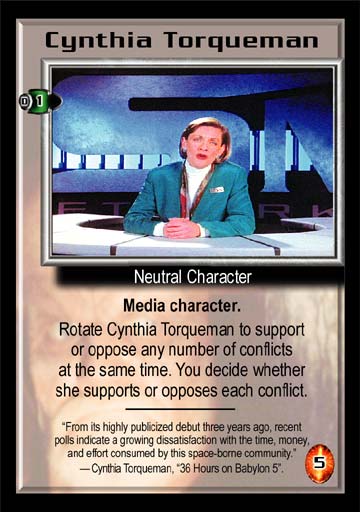 Cynthia Torqueman
D 1
NETWORK
Neutral Character
Media character.
Rotate Cynthia Torqueman to support
or oppose any number of conflicts
at the same time. You decide whether
she supports or opposes each conflict.
“From its highly publicized debut three years ago, recent
polls indicate a growing dissatisfaction with the time, money,
and effort consumed by this space-borne community.”
— Cynthia Torqueman, “36 Hours on Babylon 5”.
5